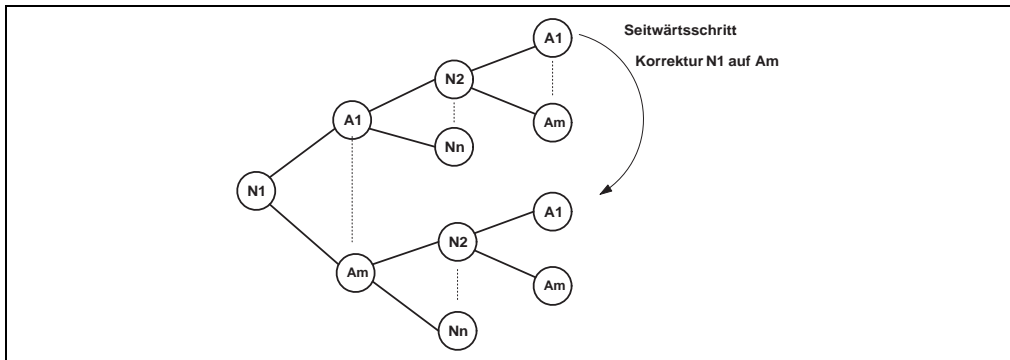 A1
Seitwärtsschritt
Korrektur N1 auf Am
N2
A1
Am
Nn
N1
A1
N2
Am
Am
Nn